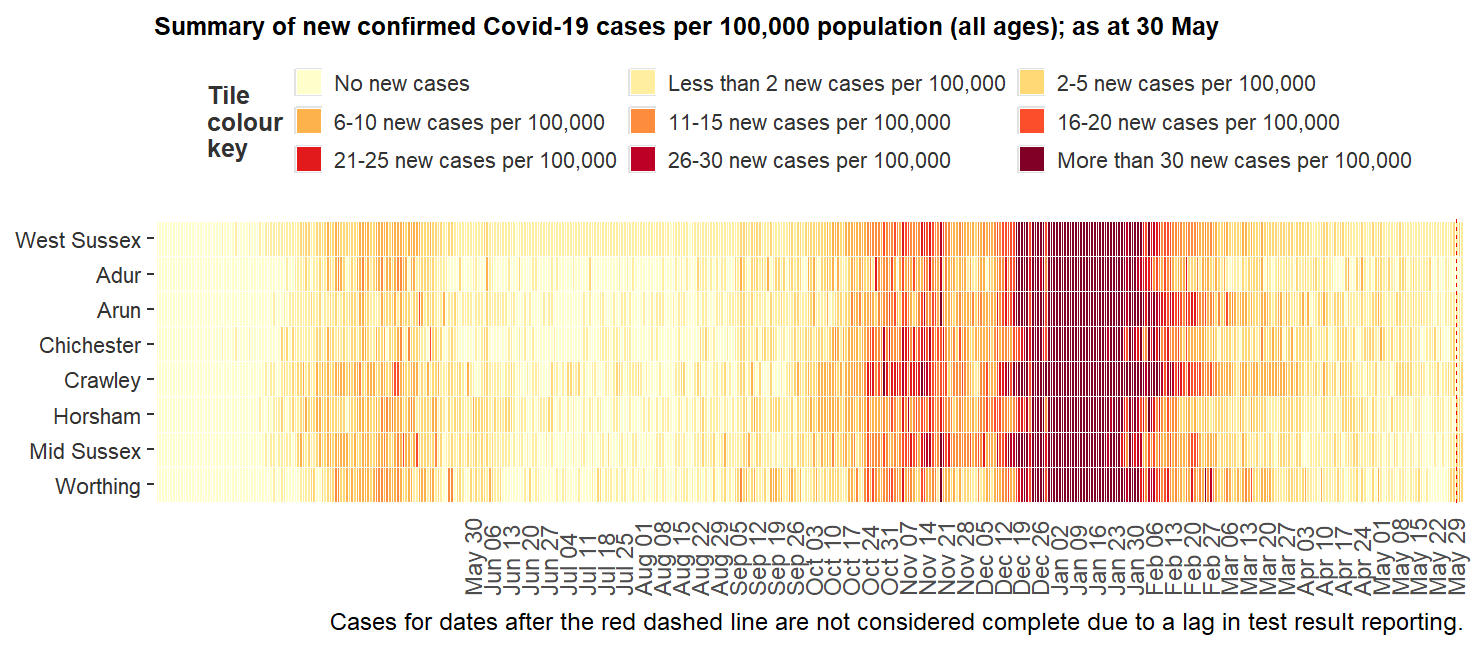 Summary of new confirmed Covid-19 cases per 100,000 population (all ages); as at 30 May
Tile colour key
No new cases
Less than 2 new cases per 100,000
2-5 new cases per 100,000
6-10 new cases per 100,000
11-15 new cases per 100,000
16-20 new cases per 100,000
21-25 new cases per 100,000
26-30 new cases per 100,000
More than 30 new cases per 100,000
West Sussex
Adur
Arun
Chichester
Crawley
Horsham
Mid Sussex
Worthing
May 30
Jun 06
Jun 13
Jun 20
Jun 27
Jul 04
Jul 11
Jul 18
Jul 25
Aug 01
Aug 08
Aug 15
Aug 22
Aug 29
Sep 05
Sep 12
Sep 19
Sep 26
Oct 03
Oct 10
Oct 17
Oct 24
Oct 31
Nov 07
Nov 14
Nov 21
Nov 28
Dec 05
Dec 12
Dec 19
Dec 26
Jan 02
Jan 09
Jan 16
Jan 23
Jan 30
Feb 06
Feb 13
Feb 20
Feb 27
Mar 06
Mar 13
Mar 20
Mar 27
Apr 03
Apr 10
Apr 17
Apr 24
May 01
May 08
May 15
May 22
May 29
Cases for dates after the red dashed line are not considered complete due to a lag in test result reporting.